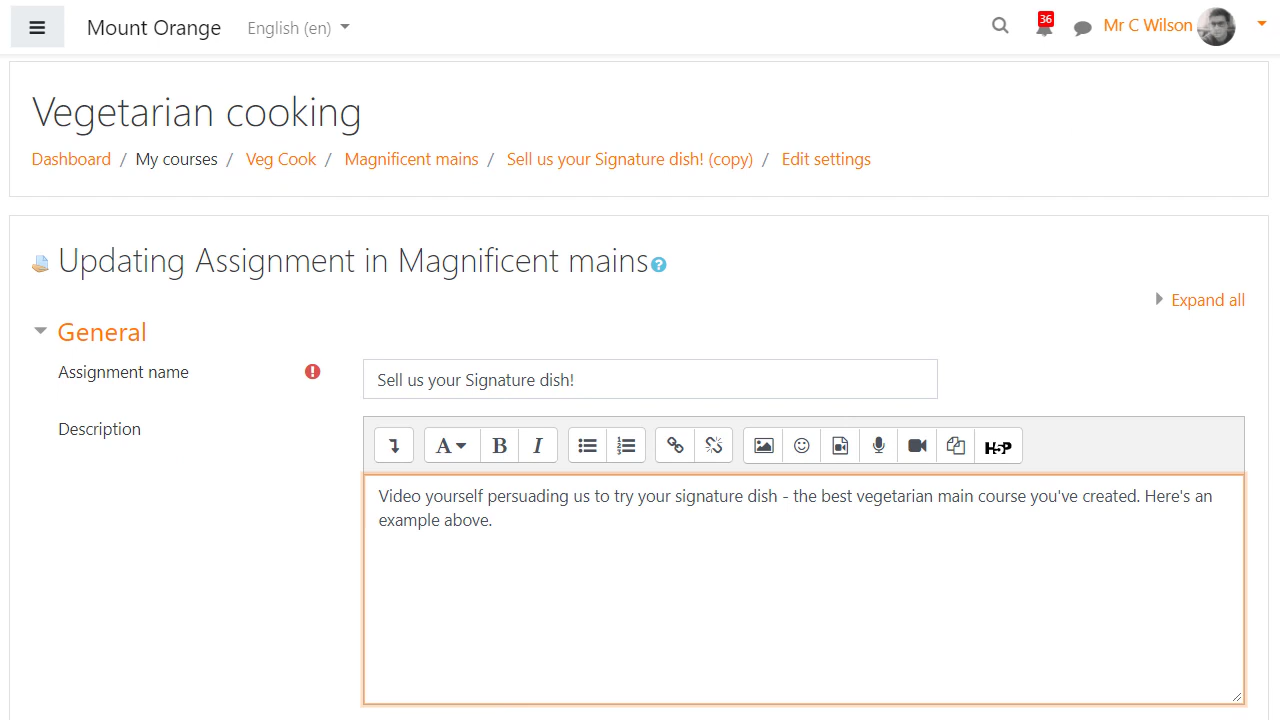 Mount Orange English (en) 36 Mr C Wilson
Vegetarian cooking
Dashboard / My courses / Veg Cook / Magnificent mains / Sell us your Signature dish! (copy) / Edit settings
Updating Assignment in Magnificent mains
Expand all
General
Assignment name Sell us your Signature dish!
Description
A B I H5P
Video yourself persuading us to try your signature dish - the best vegetarian main course you've created. Here's an
example above.